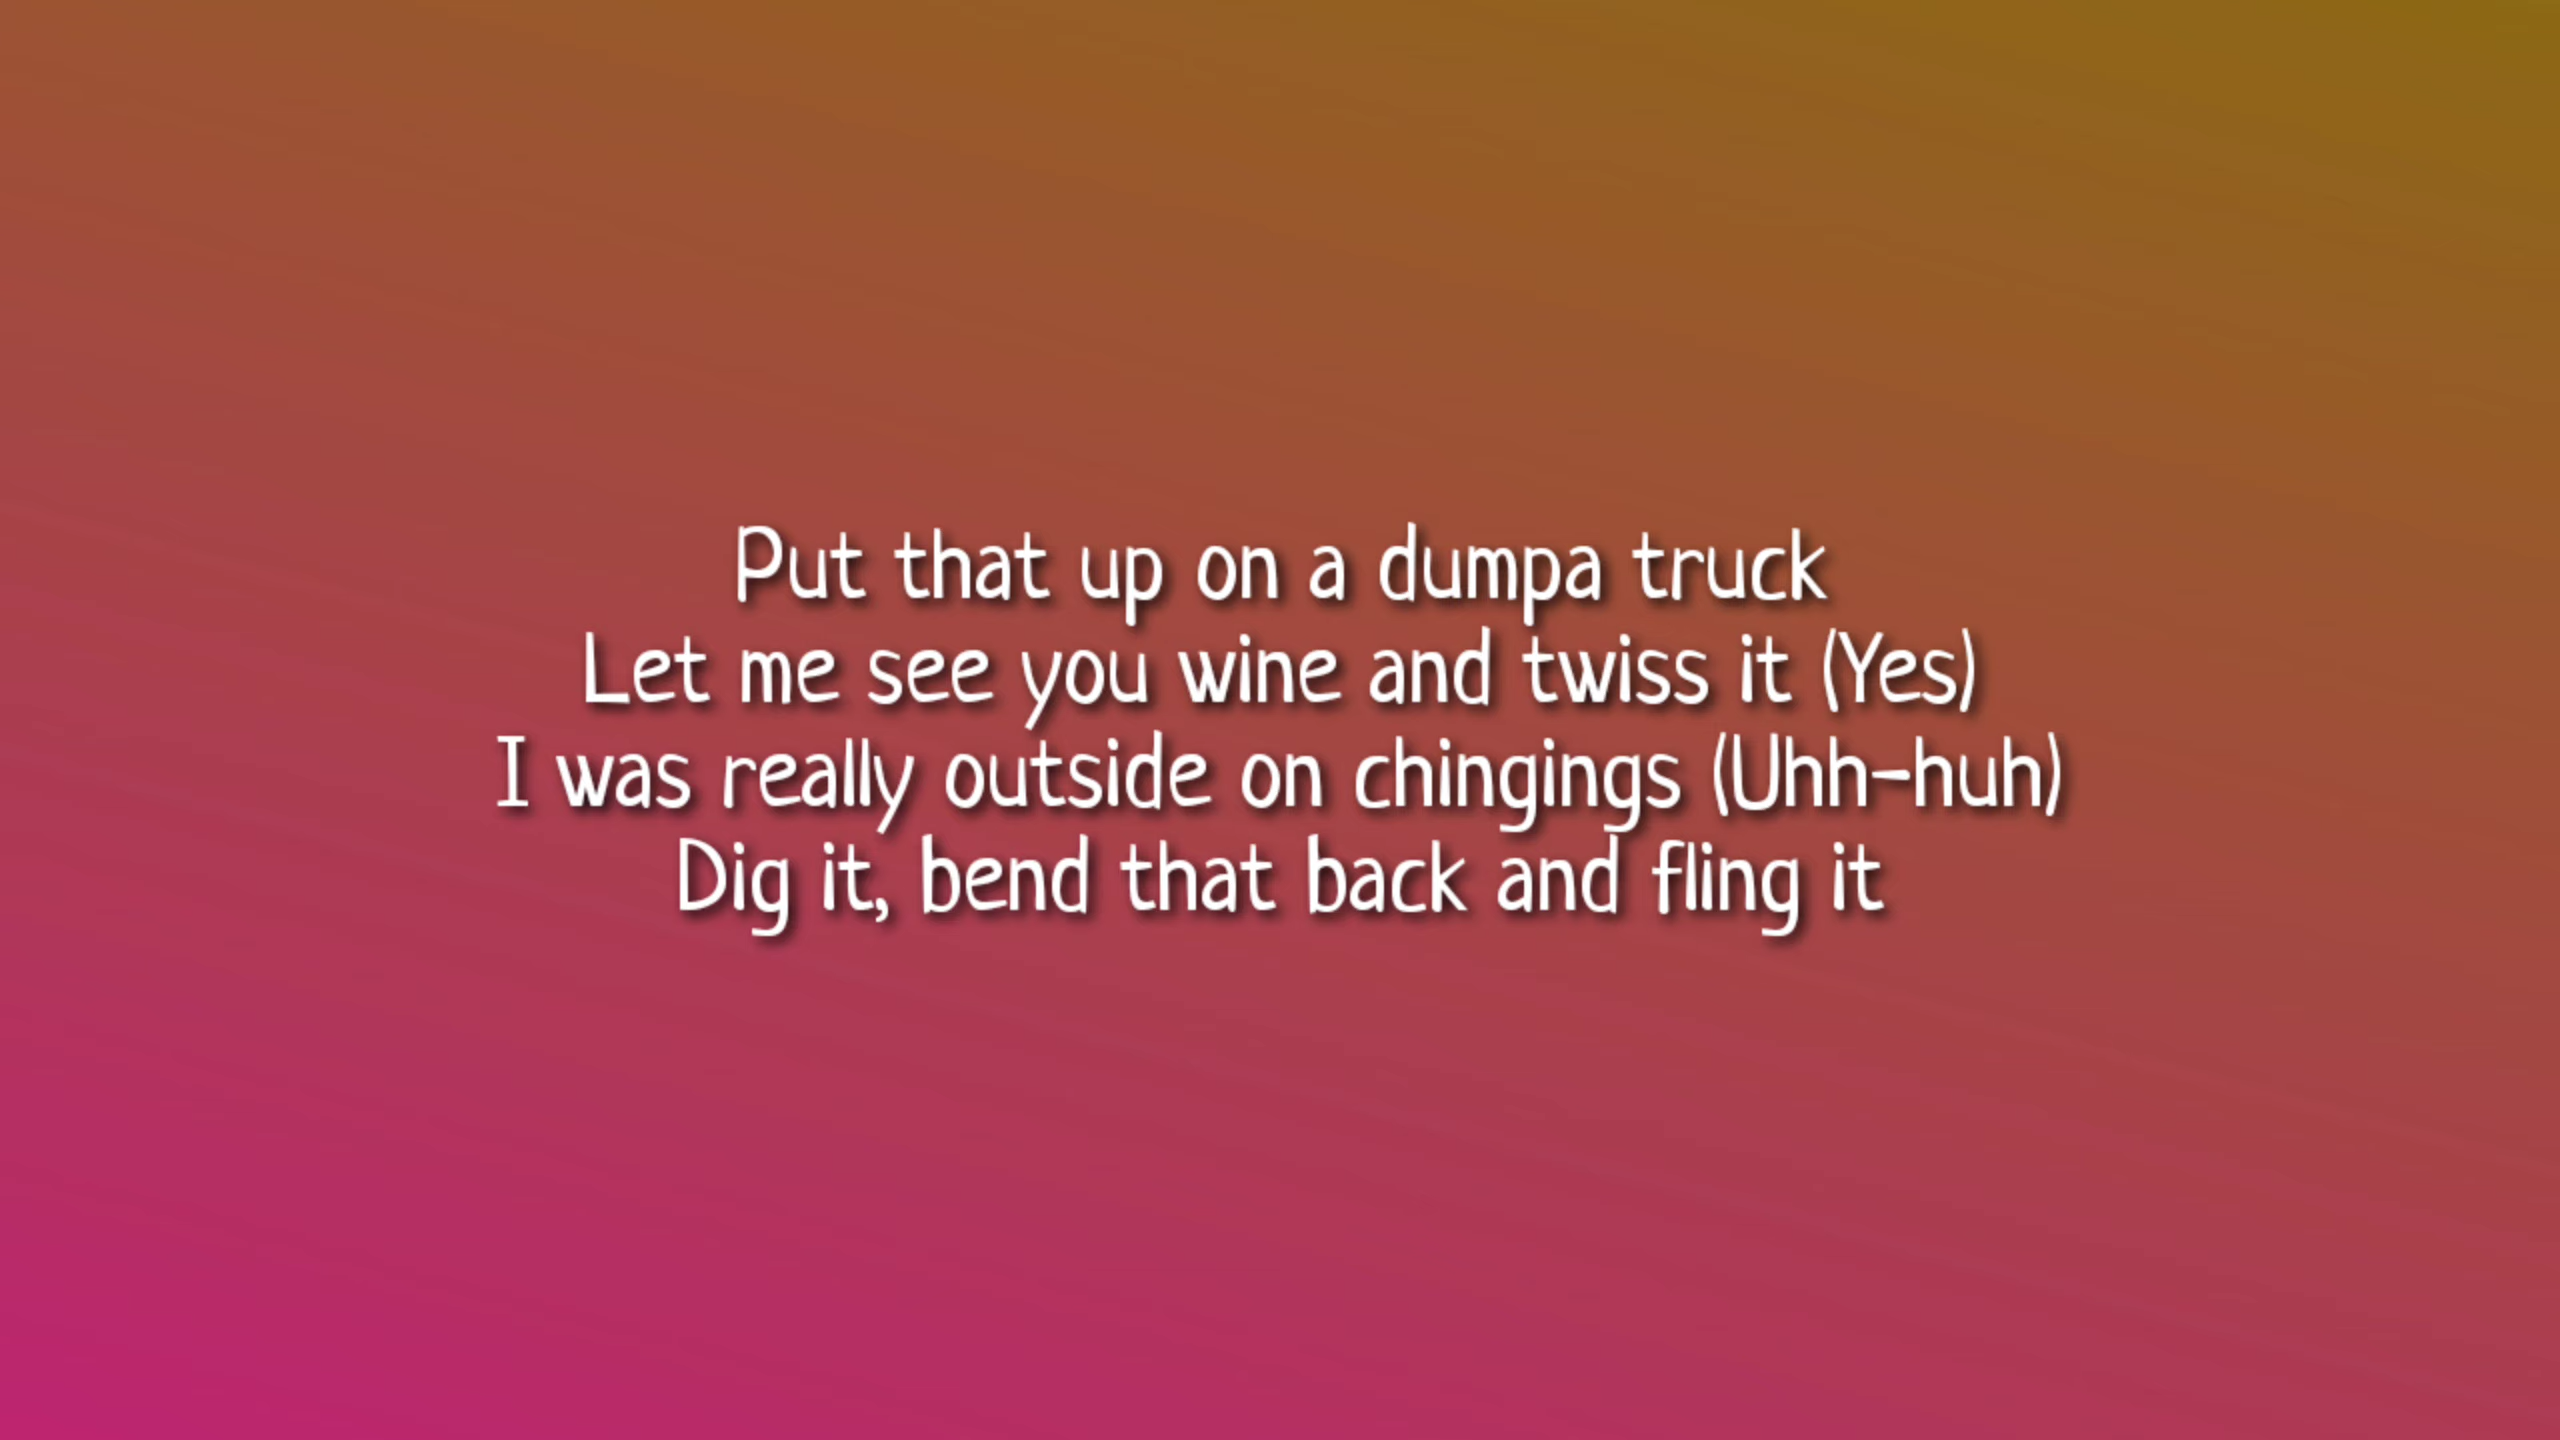 Put that up on a dumpa truck
Let me see you wine and twiss it (Yes)
I was really outside on chingings (Uhh-huh)
Dig it, bend that back and fling it